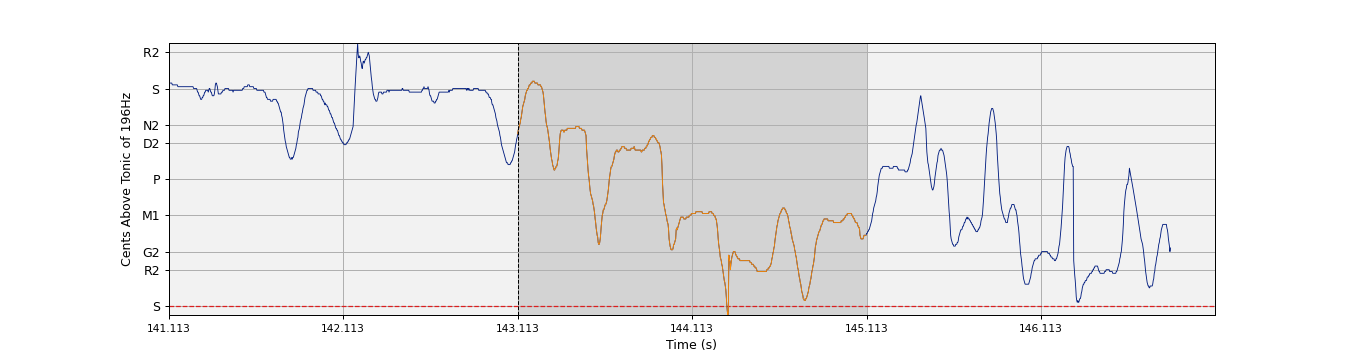 Cents Above Tonic of 196Hz
R2
S
N2
D2
P
M1
G2
R2
S
141.113 142.113 143.113 144.113 145.113 146.113
Time (s)